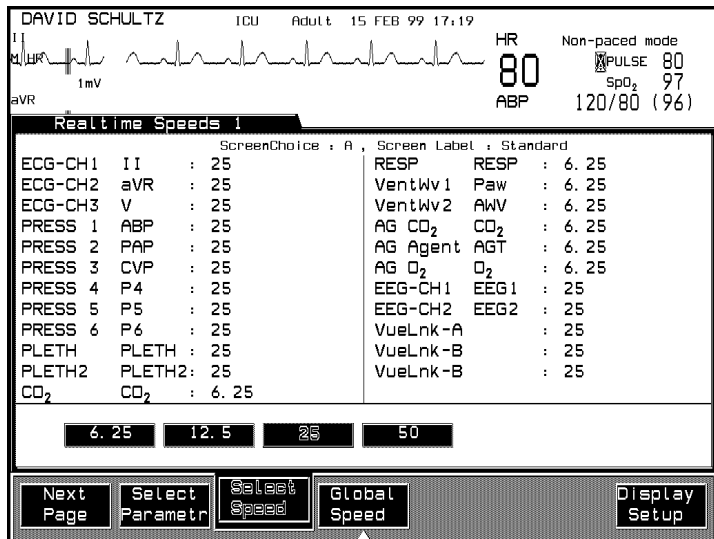 DAVID SCHULTZ ICU Adult 15 FEB 99 17:19
II
M HR
1mV
aVR
HR
80
ABP
Non-paced mode
PULSE 80
SpO₂ 97
120/80 (96)
Realtime Speeds 1
ScreenChoice : A , Screen Label : Standard
ECG-CH1 II : 25
ECG-CH2 aVR : 25
ECG-CH3 V : 25
PRESS 1 ABP : 25
PRESS 2 PAP : 25
PRESS 3 CVP : 25
PRESS 4 P4 : 25
PRESS 5 P5 : 25
PRESS 6 P6 : 25
PLETH PLETH : 25
PLETH2 PLETH2: 25
CO₂ CO₂ : 6.25
RESP RESP : 6.25
VentWv1 Paw : 6.25
VentWv2 AWV : 6.25
AG CO₂ CO₂ : 6.25
AG Agent AGT : 6.25
AG O₂ O₂ : 6.25
EEG-CH1 EEG1 : 25
EEG-CH2 EEG2 : 25
VueLnk-A : 25
VueLnk-B : 25
VueLnk-B : 25
6.25 12.5 25 50
Next Page
Select Parametr
Select Speed
Global Speed
Display Setup